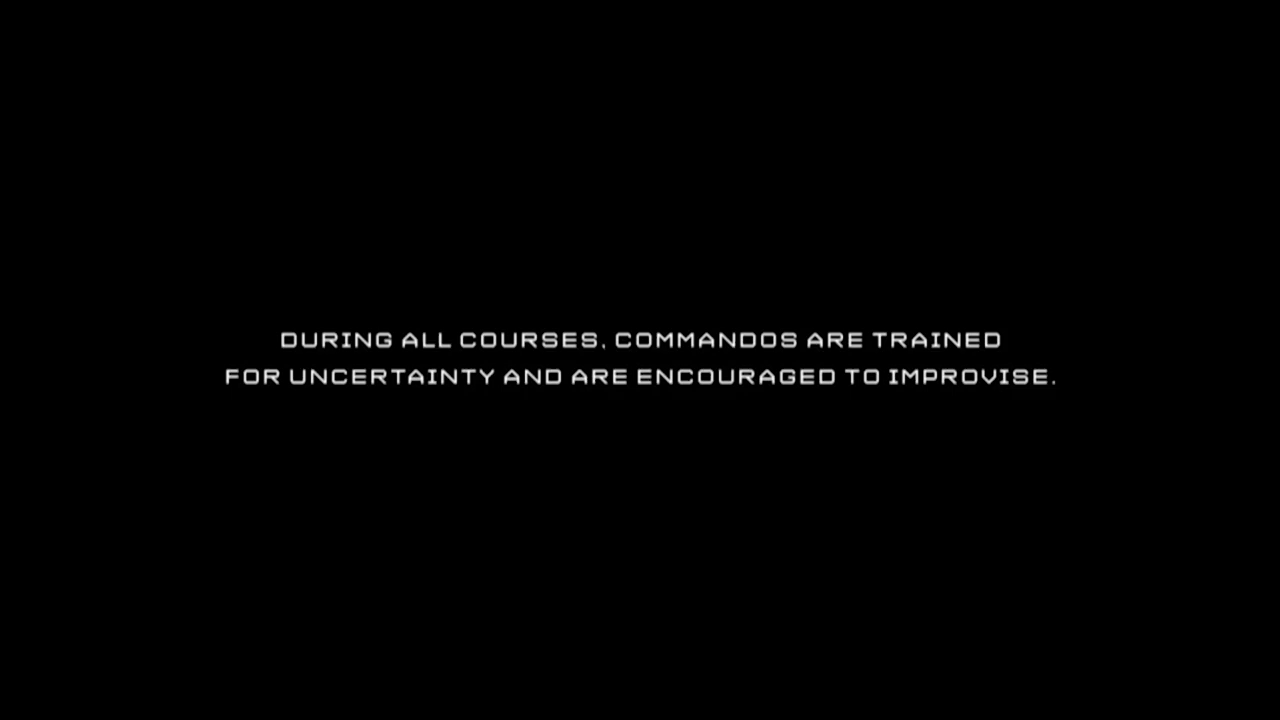 DURING ALL COURSES, COMMANDOS ARE TRAINED
FOR UNCERTAINTY AND ARE ENCOURAGED TO IMPROVISE.